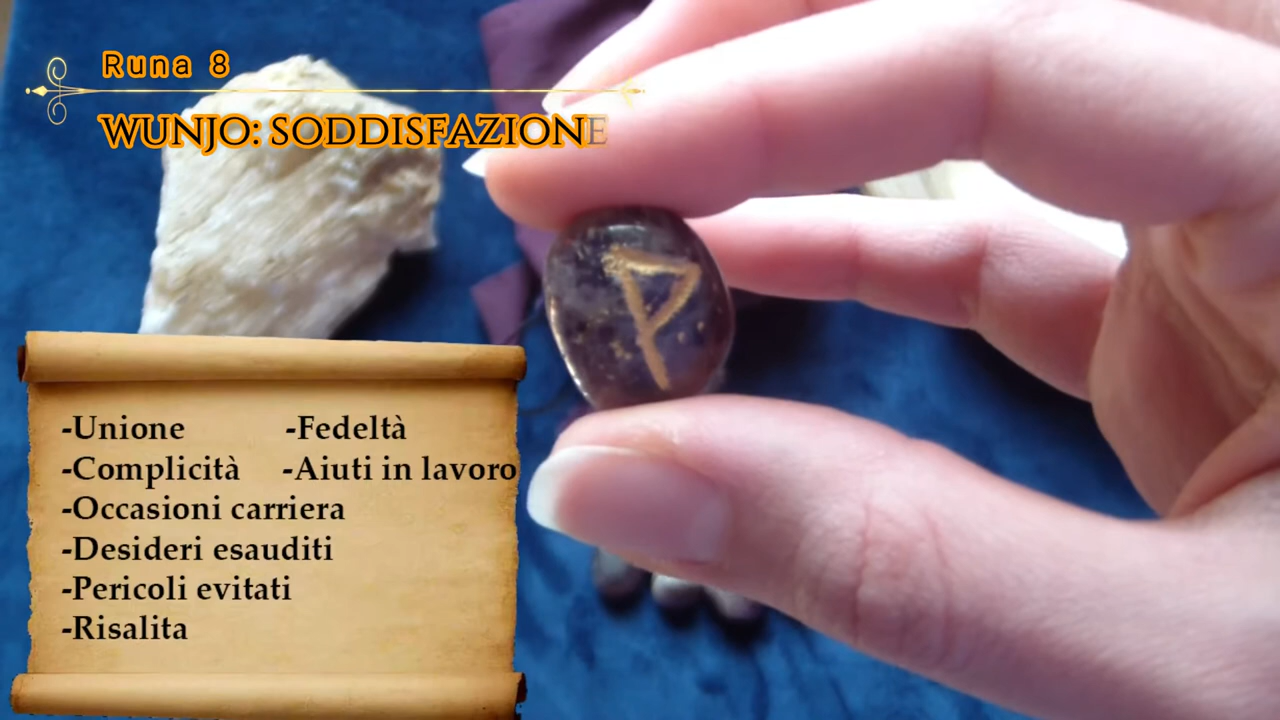 Runa 8
WUNJO: SODDISFAZIONE
-Unione -Fedeltà
-Complicità -Aiuti in lavoro
-Occasioni carriera
-Desideri esauditi
-Pericoli evitati
-Risalita
ᚹ